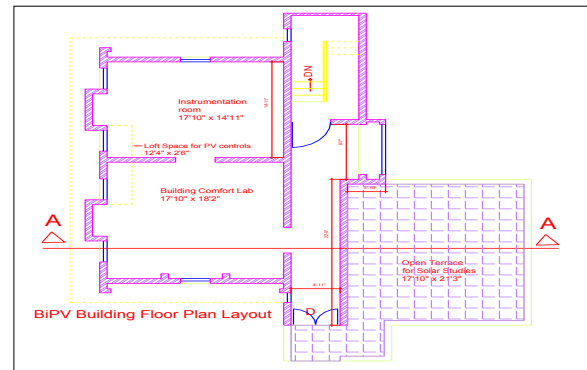 DN
Instrumentation
room
17'10" x 14'11"
Loft Space for PV controls
12'4" x 2'6"
Building Comfort Lab
17'10" x 18'2"
A
A
Open Terrace
for Solar Studies
17'10" x 21'3"
BiPV Building Floor Plan Layout
D